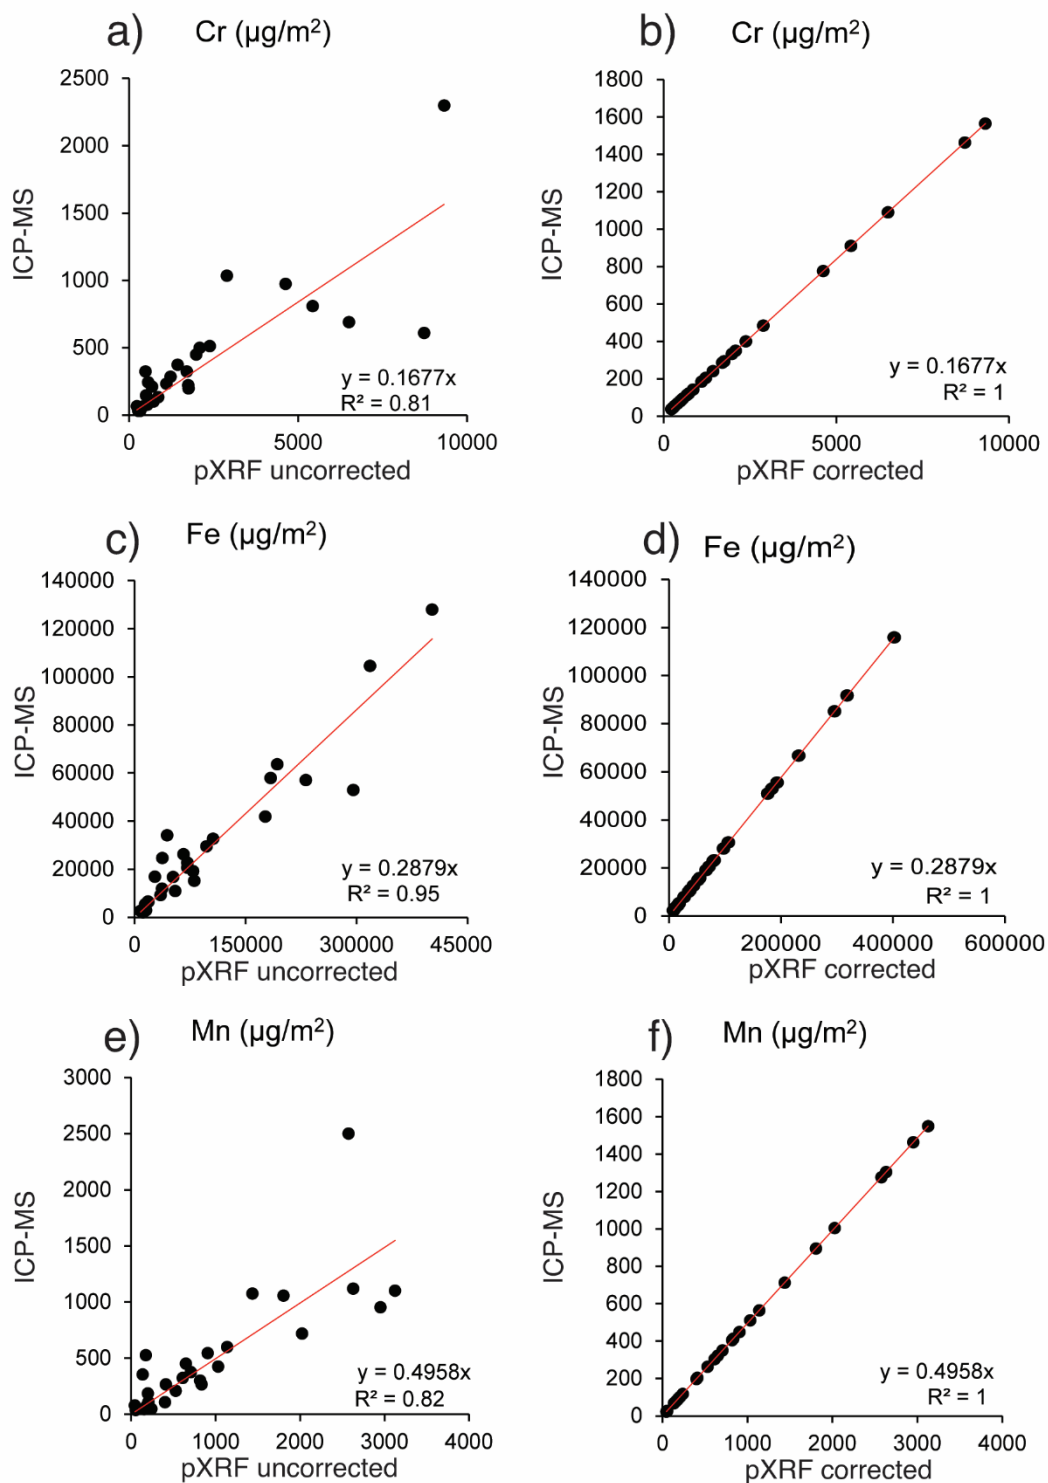 a) Cr (µg/m²)
2500
2000
1500
1000
500
0
ICP-MS
y = 0.1677x
R² = 0.81
0 5000 10000
pXRF uncorrected
b) Cr (µg/m²)
1800
1600
1400
1200
1000
800
600
400
200
0
ICP-MS
y = 0.1677x
R² = 1
0 5000 10000
pXRF corrected
c) Fe (µg/m²)
140000
120000
100000
80000
60000
40000
20000
0
ICP-MS
y = 0.2879x
R² = 0.95
0 150000 300000 45000
pXRF uncorrected
d) Fe (µg/m²)
140000
120000
100000
80000
60000
40000
20000
0
ICP-MS
y = 0.2879x
R² = 1
0 200000 400000 600000
pXRF corrected
e) Mn (µg/m²)
3000
2500
2000
1500
1000
500
0
ICP-MS
y = 0.4958x
R² = 0.82
0 1000 2000 3000 4000
pXRF uncorrected
f) Mn (µg/m²)
1800
1600
1400
1200
1000
800
600
400
200
0
ICP-MS
y = 0.4958x
R² = 1
0 1000 2000 3000 4000
pXRF corrected